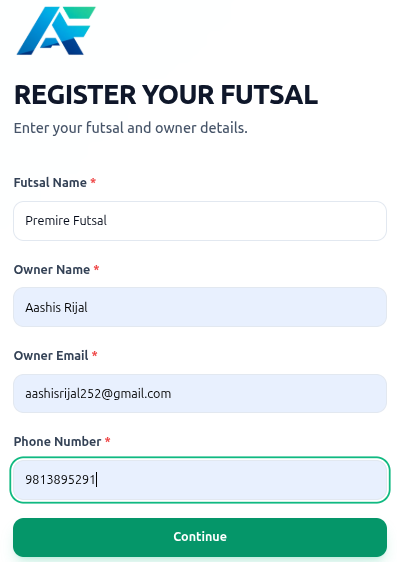 AF
REGISTER YOUR FUTSAL
Enter your futsal and owner details.
Futsal Name *
Premire Futsal
Owner Name *
Aashis Rijal
Owner Email *
aashisrijal252@gmail.com
Phone Number *
9813895291
Continue